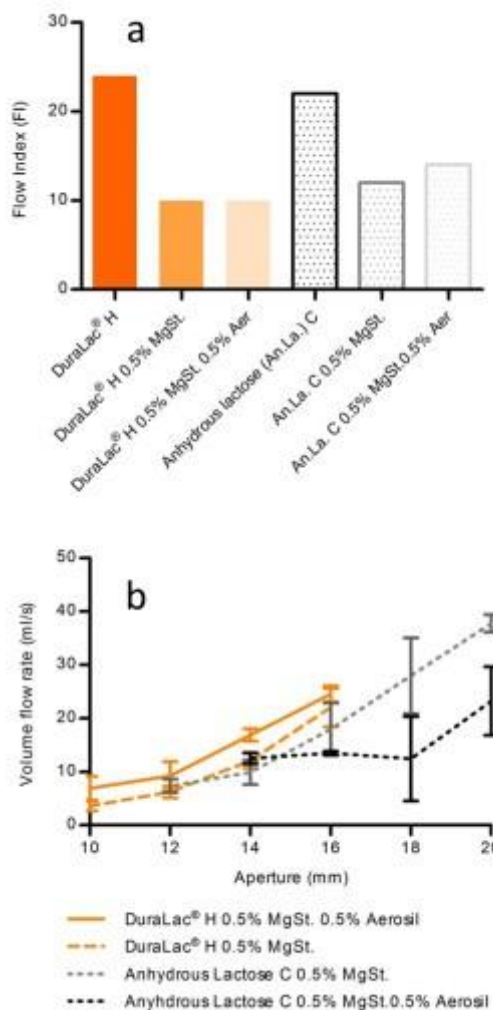 a
Flow Index (FI)
30
20
10
0
DuraLac® H
DuraLac® H 0.5% MgSt.
DuraLac® H 0.5% MgSt. 0.5% Aer
Anhydrous lactose (An.La.) C
An.La. C 0.5% MgSt.
An.La. C 0.5% MgSt.0.5% Aer
b
Volume flow rate (ml/s)
50
40
30
20
10
0
10 12 14 16 18 20
Aperture (mm)
DuraLac® H 0.5% MgSt. 0.5% Aerosil
DuraLac® H 0.5% MgSt.
Anhydrous Lactose C 0.5% MgSt.
Anyhdrous Lactose C 0.5% MgSt.0.5% Aerosil